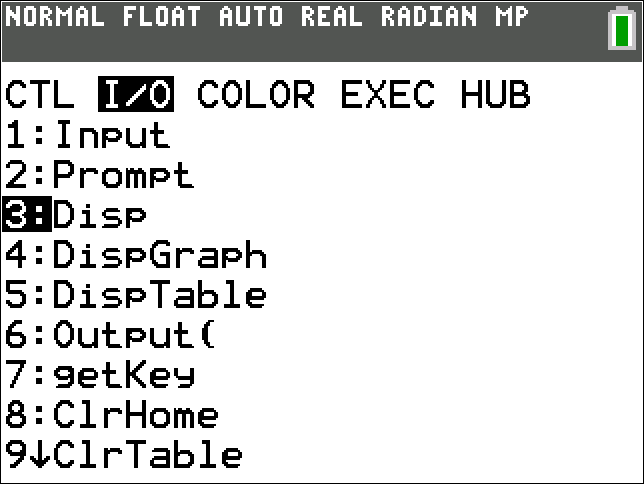 NORMAL FLOAT AUTO REAL RADIAN MP
CTL I/O COLOR EXEC HUB
1:Input
2:Prompt
3:Disp
4:DispGraph
5:DispTable
6:Output(
7:getKey
8:ClrHome
9↓ClrTable